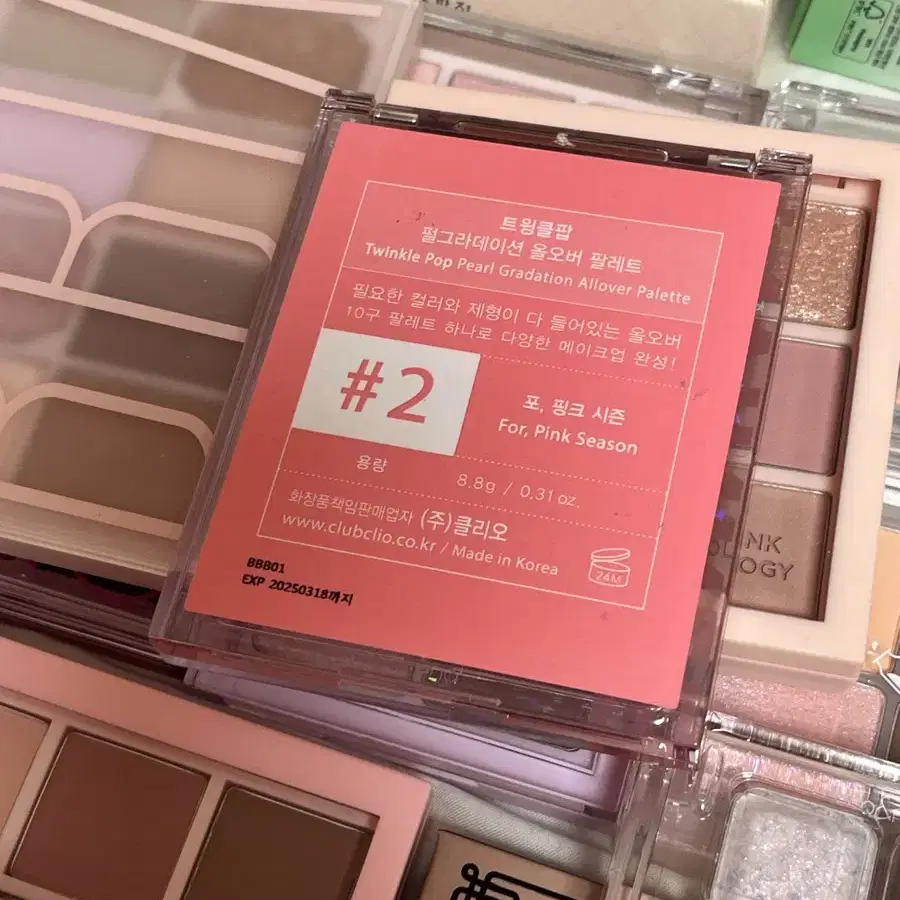 트윙클팝
펄그라데이션 올오버 팔레트
Twinkle Pop Pearl Gradation Allover Palette
필요한 컬러와 제형이 다 들어있는 올오버
10구 팔레트 하나로 다양한 메이크업 완성!
#2
포, 핑크 시즌
For, Pink Season
용량
8.8g / 0.31oz.
화장품책임판매업자 (주)클리오
www.clubclio.co.kr / Made in Korea
24M
BBB01
EXP 20250318까지
NK
OGY